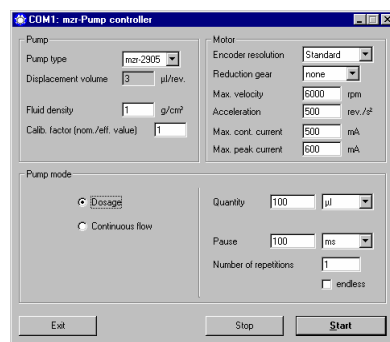 COM1: mzr-Pump controller
Pump
Pump type mzr-2905
Displacement volume 3 µl/rev.
Fluid density 1 g/cm³
Calib. factor (nom./eff. value) 1
Motor
Encoder resolution Standard
Reduction gear none
Max. velocity 6000 rpm
Acceleration 500 rev./s²
Max. cont. current 500 mA
Max. peak current 600 mA
Pump mode
Dosage
Continuous flow
Quantity 100 µl
Pause 100 ms
Number of repetitions 1
endless
Exit Stop Start